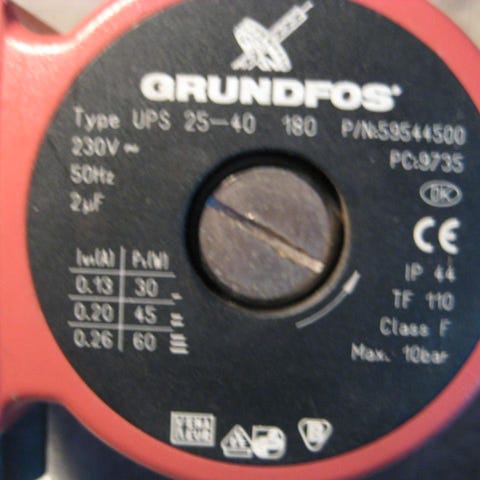 GRUNDFOS
Type UPS 25-40 180 P/N:59544500
230V~ PC:9735
50Hz
2µF
DK
CE
I1/1(A) P1(W)
0.13 30
0.20 45
0.26 60
IP 44
TF 110
Class F
Max. 10bar